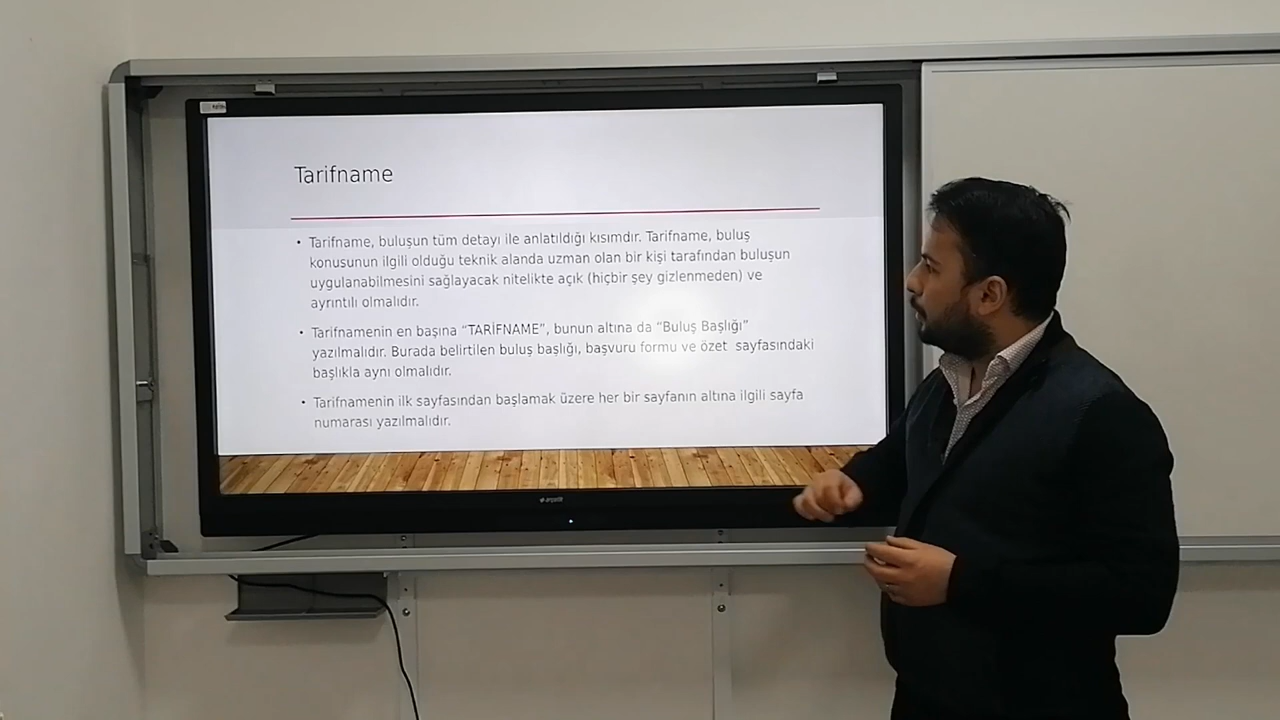 Tarifname
• Tarifname, buluşun tüm detayı ile anlatıldığı kısımdır. Tarifname, buluş
konusunun ilgili olduğu teknik alanda uzman olan bir kişi tarafından buluşun
uygulanabilmesini sağlayacak nitelikte açık (hiçbir şey gizlenmeden) ve
ayrıntılı olmalıdır.
• Tarifnamenin en başına “TARİFNAME”, bunun altına da “Buluş Başlığı”
yazılmalıdır. Burada belirtilen buluş başlığı, başvuru formu ve özet sayfasındaki
başlıkla aynı olmalıdır.
• Tarifnamenin ilk sayfasından başlamak üzere her bir sayfanın altına ilgili sayfa
numarası yazılmalıdır.
arçelik